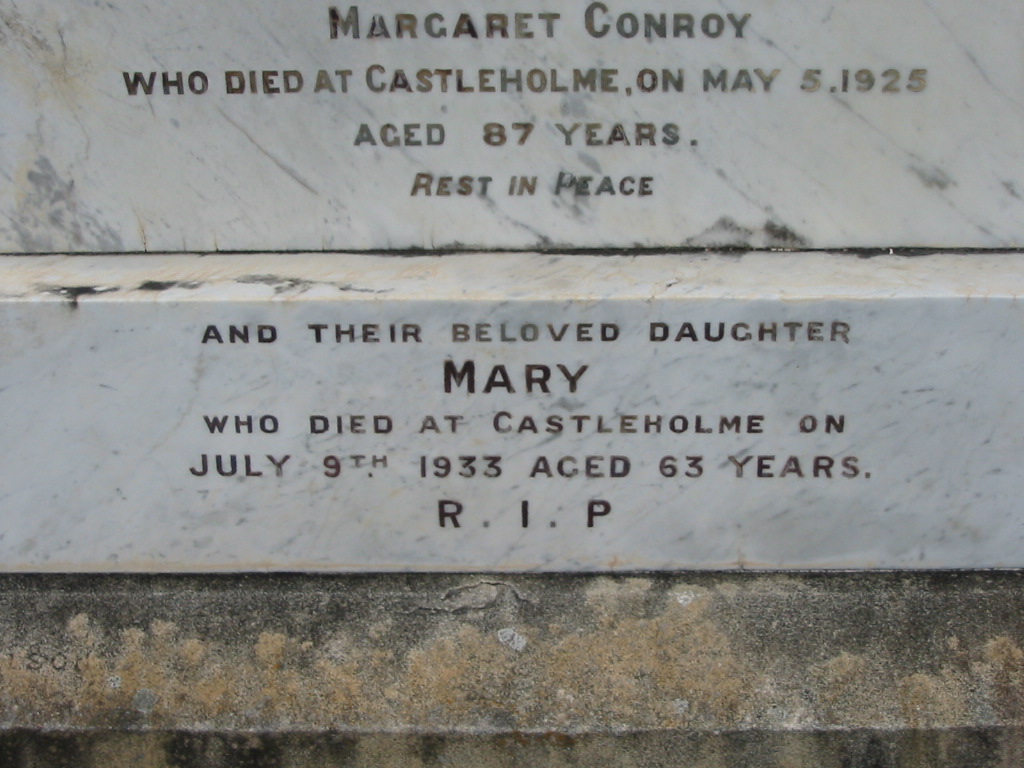 MARGARET CONROY
WHO DIED AT CASTLEHOLME, ON MAY 5.1925
AGED 87 YEARS.
REST IN PEACE
AND THEIR BELOVED DAUGHTER
MARY
WHO DIED AT CASTLEHOLME ON
JULY 9TH 1933 AGED 63 YEARS.
R . I . P